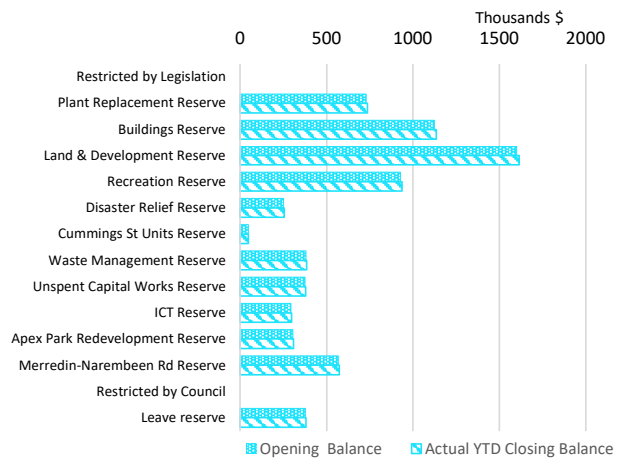 Thousands $
0 500 1000 1500 2000
Restricted by Legislation
Plant Replacement Reserve
Buildings Reserve
Land & Development Reserve
Recreation Reserve
Disaster Relief Reserve
Cummings St Units Reserve
Waste Management Reserve
Unspent Capital Works Reserve
ICT Reserve
Apex Park Redevelopment Reserve
Merredin-Narembeen Rd Reserve
Restricted by Council
Leave reserve
Opening Balance Actual YTD Closing Balance